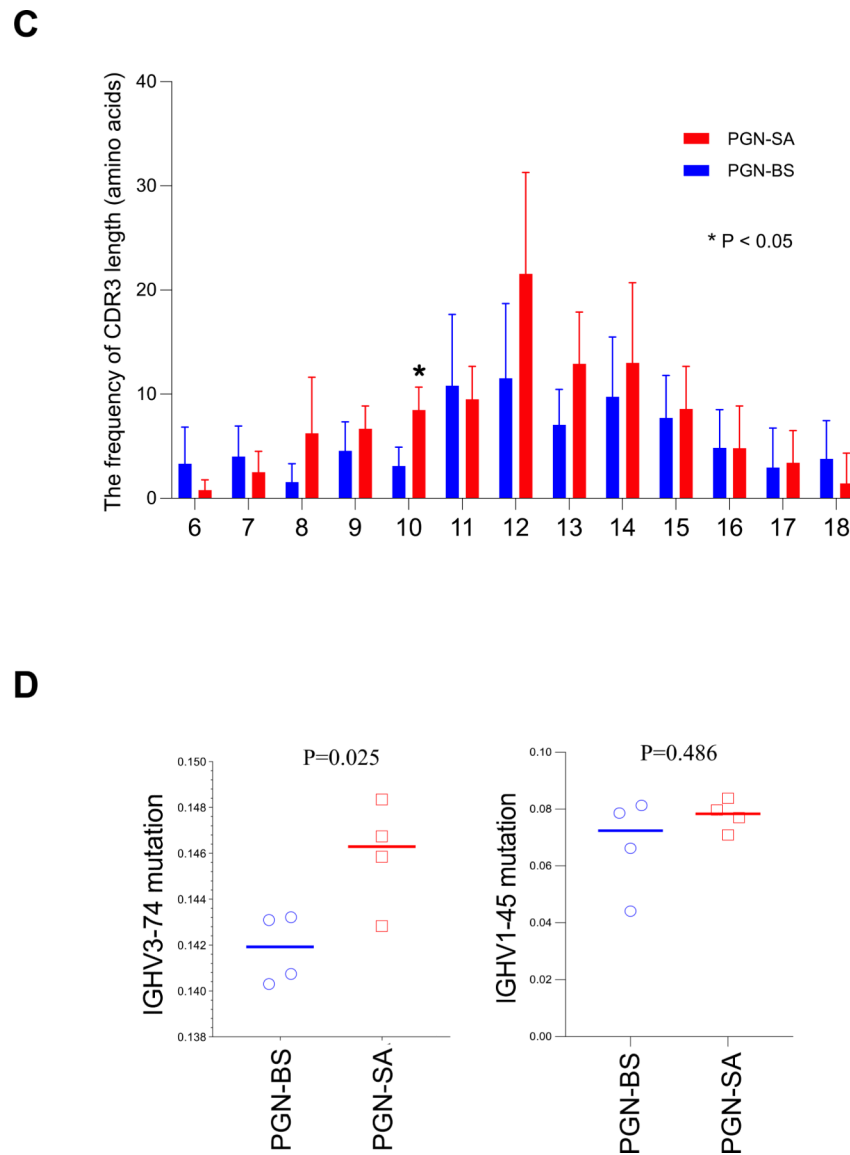 C
The frequency of CDR3 length (amino acids)
40
30
20
10
0
PGN-SA
PGN-BS
* P < 0.05
*
6 7 8 9 10 11 12 13 14 15 16 17 18
D
P=0.025
IGHV3-74 mutation
0.150
0.148
0.146
0.144
0.142
0.140
0.138
PGN-BS
PGN-SA
P=0.486
IGHV1-45 mutation
0.10
0.08
0.06
0.04
0.02
0.00
PGN-BS
PGN-SA